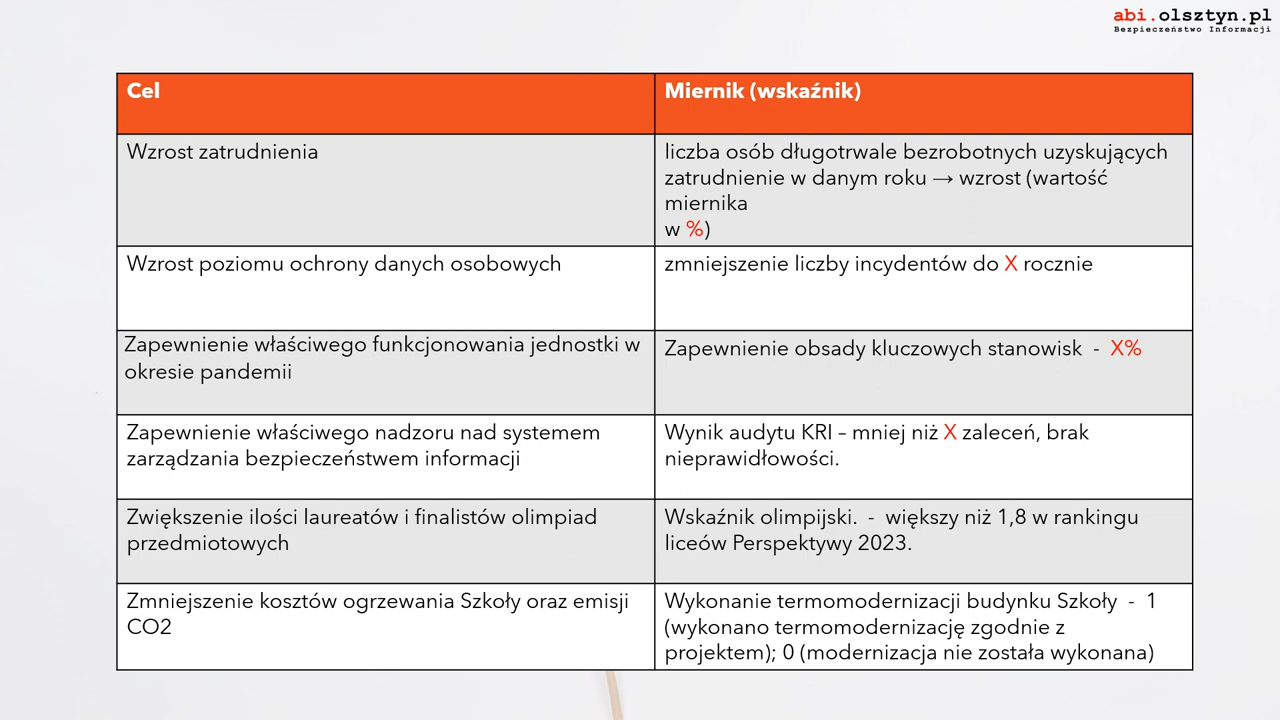 abi.olsztyn.pl
Bezpieczeństwo Informacji
Cel
Miernik (wskaźnik)
Wzrost zatrudnienia
liczba osób długotrwale bezrobotnych uzyskujących
zatrudnienie w danym roku → wzrost (wartość
miernika
w %)
Wzrost poziomu ochrony danych osobowych
zmniejszenie liczby incydentów do X rocznie
Zapewnienie właściwego funkcjonowania jednostki w
okresie pandemii
Zapewnienie obsady kluczowych stanowisk - X%
Zapewnienie właściwego nadzoru nad systemem
zarządzania bezpieczeństwem informacji
Wynik audytu KRI – mniej niż X zaleceń, brak
nieprawidłowości.
Zwiększenie ilości laureatów i finalistów olimpiad
przedmiotowych
Wskaźnik olimpijski. - większy niż 1,8 w rankingu
liceów Perspektywy 2023.
Zmniejszenie kosztów ogrzewania Szkoły oraz emisji
CO2
Wykonanie termomodernizacji budynku Szkoły - 1
(wykonano termomodernizację zgodnie z
projektem); 0 (modernizacja nie została wykonana)